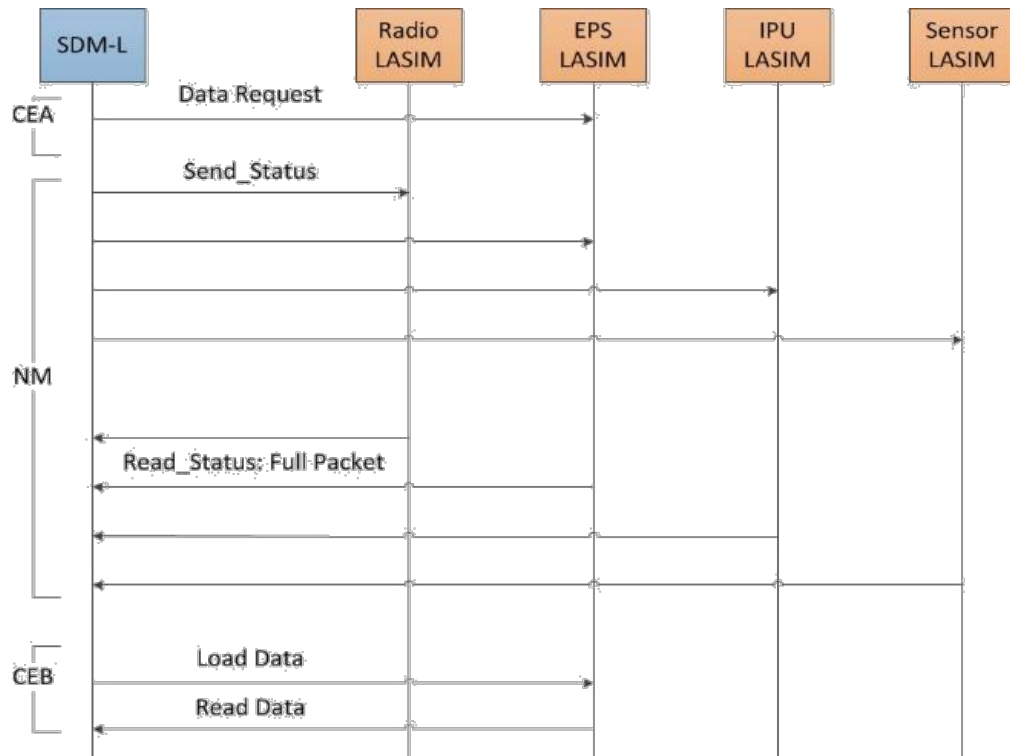 SDM-L
Radio
LASIM
EPS
LASIM
IPU
LASIM
Sensor
LASIM
CEA
Data Request
Send_Status
NM
Read_Status: Full Packet
CEB
Load Data
Read Data